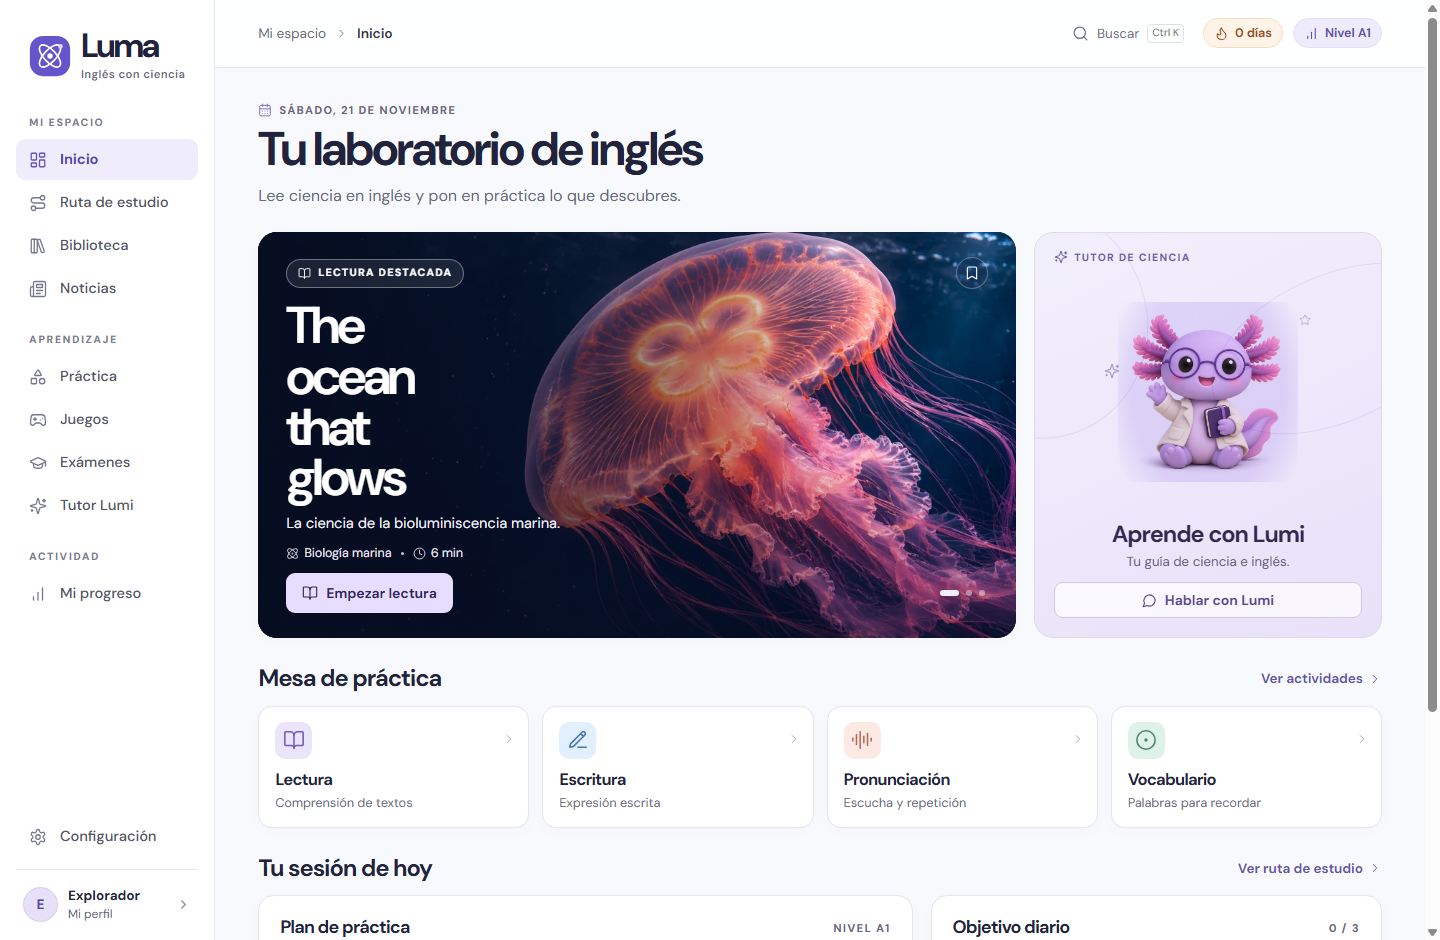 Luma
Inglés con ciencia
MI ESPACIO
Inicio
Ruta de estudio
Biblioteca
Noticias
APRENDIZAJE
Práctica
Juegos
Exámenes
Tutor Lumi
ACTIVIDAD
Mi progreso
Configuración
E
Explorador
Mi perfil
Mi espacio > Inicio
Buscar Ctrl K
0 días
Nivel A1
SÁBADO, 21 DE NOVIEMBRE
Tu laboratorio de inglés
Lee ciencia en inglés y pon en práctica lo que descubres.
LECTURA DESTACADA
The
ocean
that
glows
La ciencia de la bioluminiscencia marina.
Biología marina • 6 min
Empezar lectura
TUTOR DE CIENCIA
Aprende con Lumi
Tu guía de ciencia e inglés.
Hablar con Lumi
Mesa de práctica
Ver actividades
Lectura
Comprensión de textos
Escritura
Expresión escrita
Pronunciación
Escucha y repetición
Vocabulario
Palabras para recordar
Tu sesión de hoy
Ver ruta de estudio
Plan de práctica
NIVEL A1
Objetivo diario
0 / 3